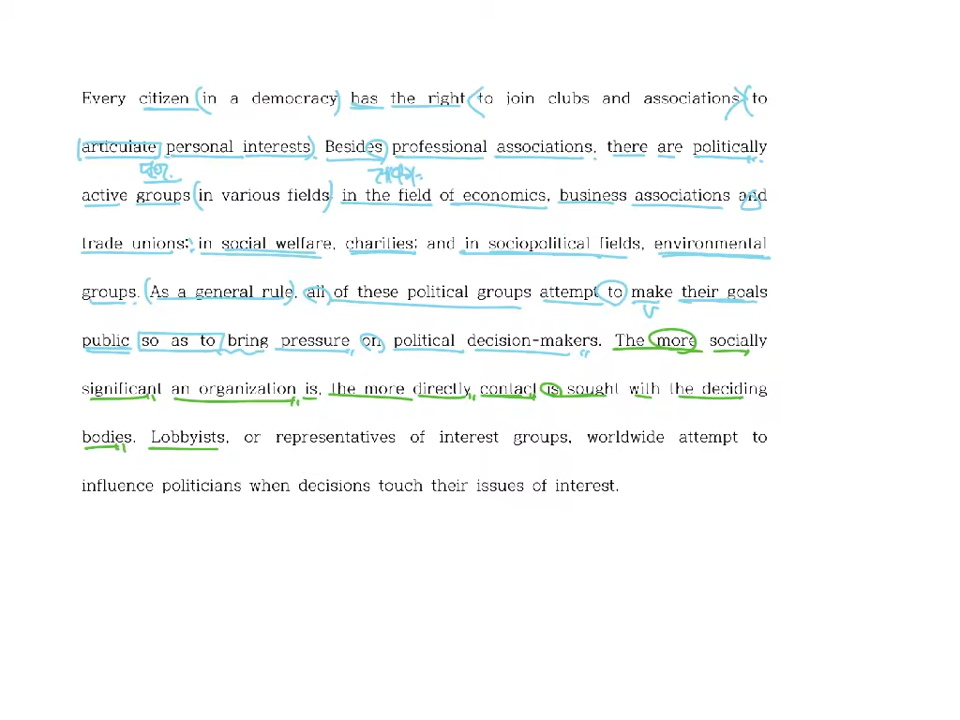 Every citizen in a democracy has the right to join clubs and associations to
articulate personal interests. Besides professional associations, there are politically
active groups in various fields: in the field of economics, business associations and
trade unions; in social welfare, charities; and in sociopolitical fields, environmental
groups. As a general rule, all of these political groups attempt to make their goals
public so as to bring pressure on political decision-makers. The more socially
significant an organization is, the more directly contact is sought with the deciding
bodies. Lobbyists, or representatives of interest groups, worldwide attempt to
influence politicians when decisions touch their issues of interest.